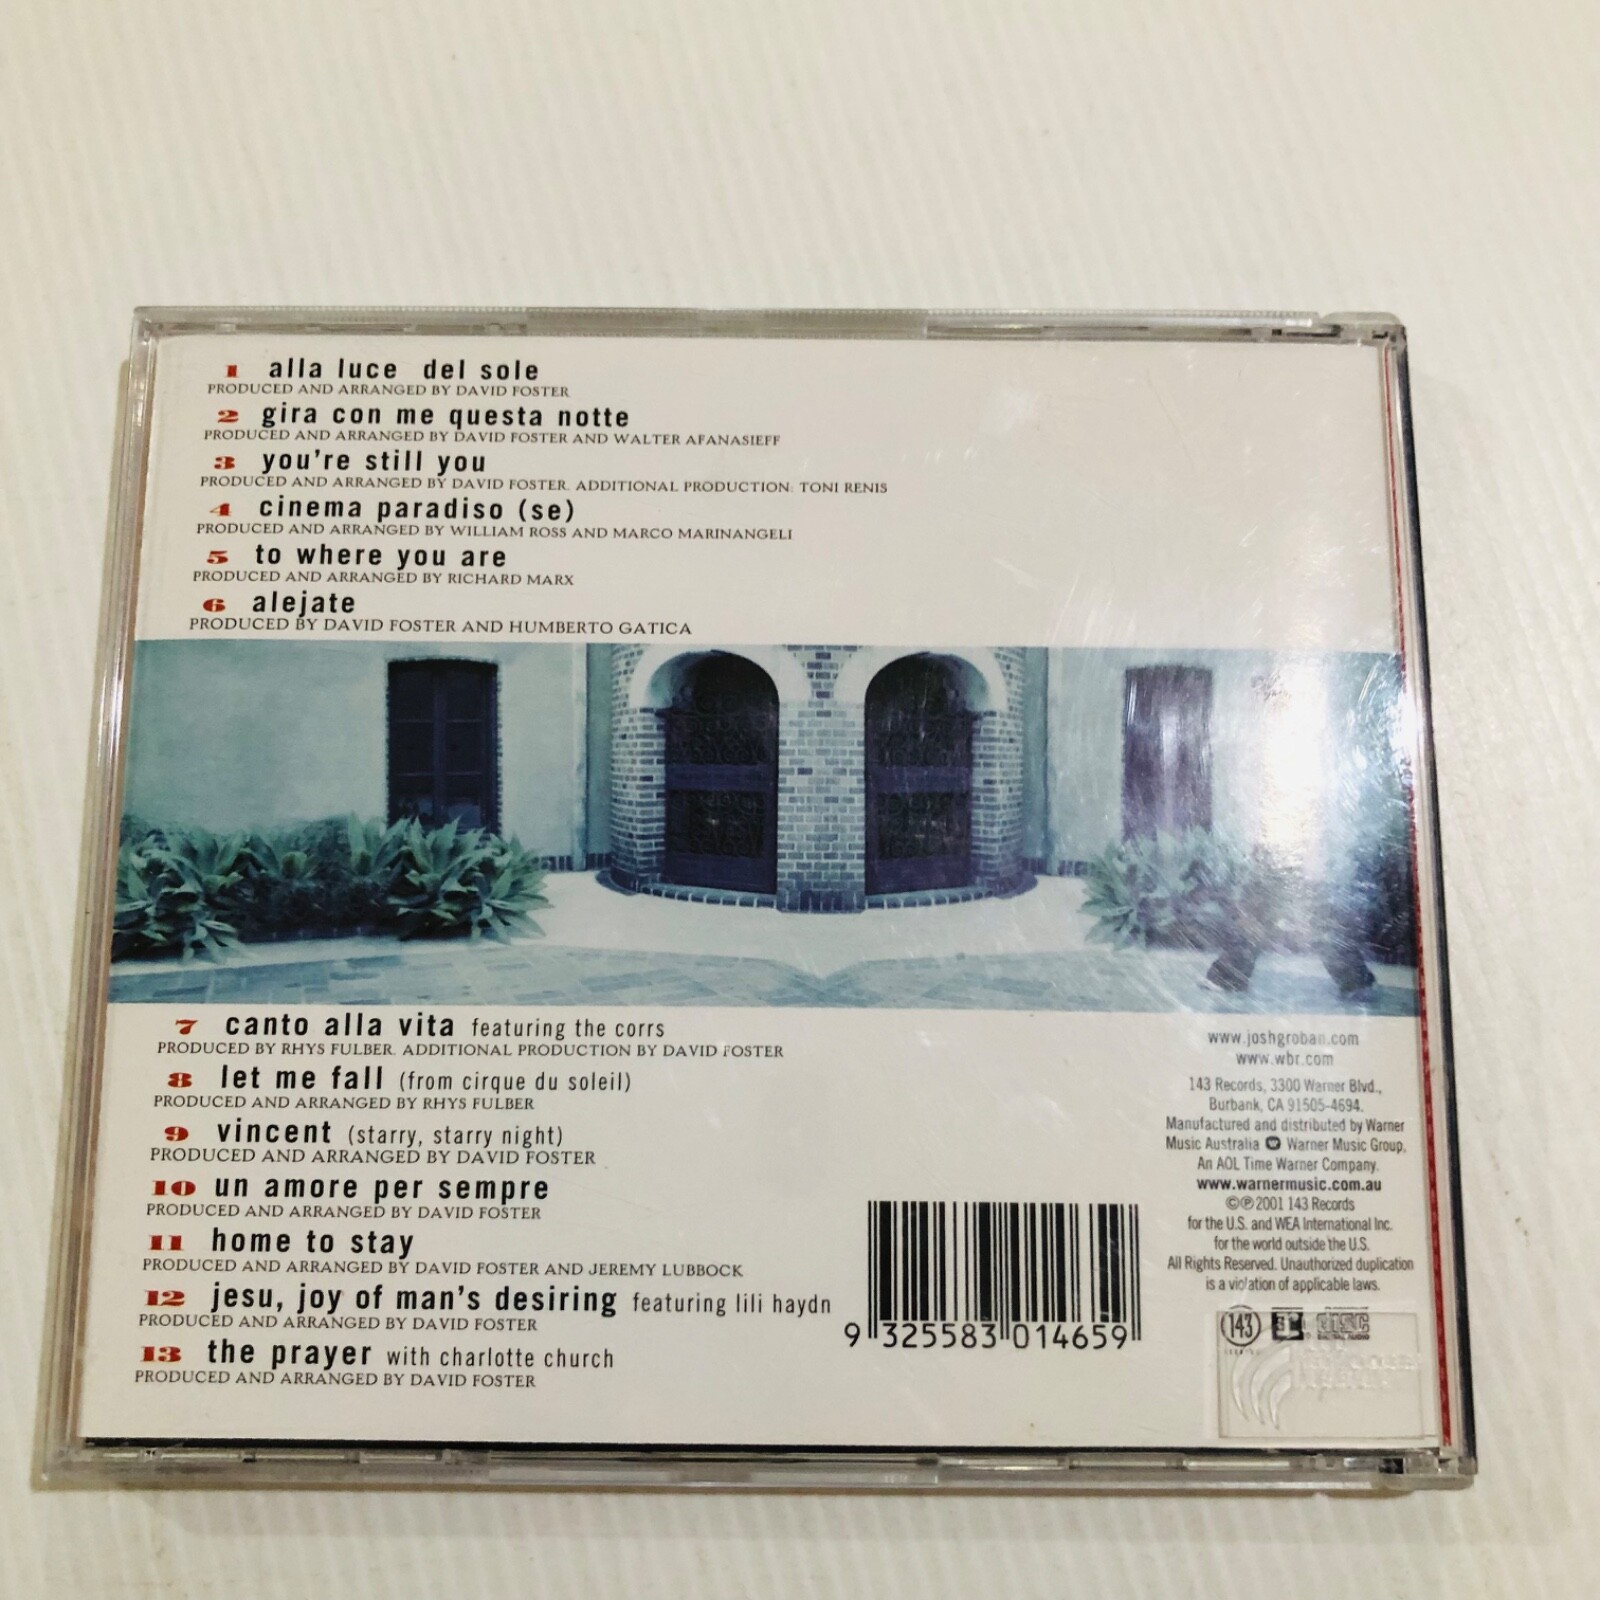 1 alla luce del sole
PRODUCED AND ARRANGED BY DAVID FOSTER
2 gira con me questa notte
PRODUCED AND ARRANGED BY DAVID FOSTER AND WALTER AFANASIEFF
3 you're still you
PRODUCED AND ARRANGED BY DAVID FOSTER. ADDITIONAL PRODUCTION: TONI RENIS
4 cinema paradiso (se)
PRODUCED AND ARRANGED BY WILLIAM ROSS AND MARCO MARINANGELI
5 to where you are
PRODUCED AND ARRANGED BY RICHARD MARX
6 alejate
PRODUCED BY DAVID FOSTER AND HUMBERTO GATICA
7 canto alla vita featuring the corrs
PRODUCED BY RHYS FULBER. ADDITIONAL PRODUCTION BY DAVID FOSTER
8 let me fall (from cirque du soleil)
PRODUCED AND ARRANGED BY RHYS FULBER
9 vincent (starry, starry night)
PRODUCED AND ARRANGED BY DAVID FOSTER
10 un amore per sempre
PRODUCED AND ARRANGED BY DAVID FOSTER
11 home to stay
PRODUCED AND ARRANGED BY DAVID FOSTER AND JEREMY LUBBOCK
12 jesu, joy of man's desiring featuring lili haydn
PRODUCED AND ARRANGED BY DAVID FOSTER
13 the prayer with charlotte church
PRODUCED AND ARRANGED BY DAVID FOSTER
9 325583 014659
www.joshgroban.com
www.wbr.com
143 Records, 3300 Warner Blvd.,
Burbank, CA 91505-4694.
Manufactured and distributed by Warner
Music Australia Warner Music Group,
An AOL Time Warner Company.
www.warnermusic.com.au
©℗2001 143 Records
for the U.S. and WEA International Inc.
for the world outside the U.S.
All Rights Reserved. Unauthorized duplication
is a violation of applicable laws.
143
disc